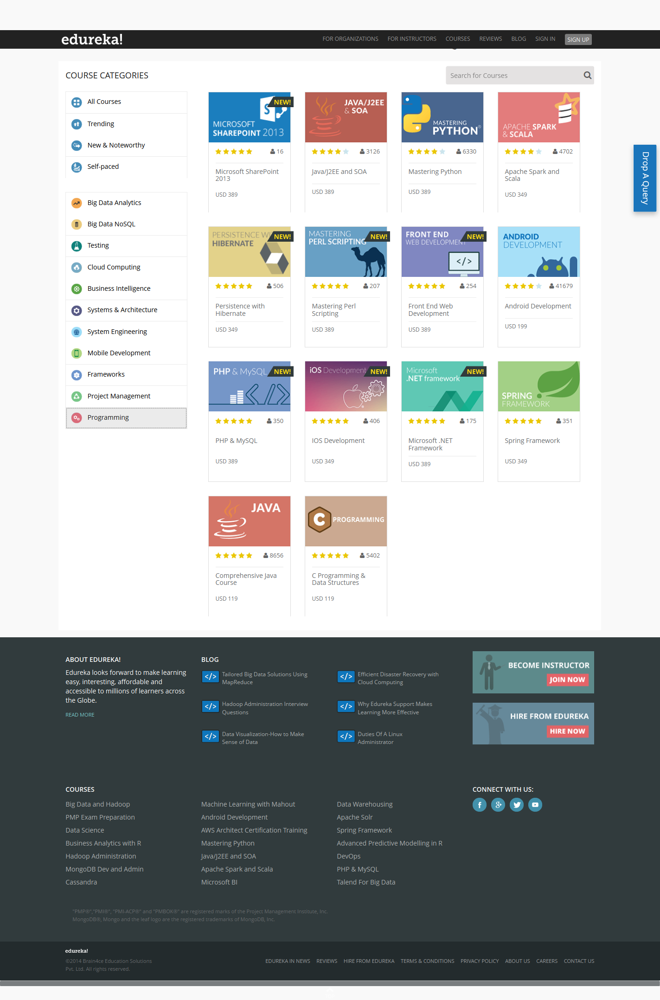 edureka!
FOR ORGANIZATIONS FOR INSTRUCTORS COURSES REVIEWS BLOG SIGN IN SIGN UP
COURSE CATEGORIES
Search for Courses
All Courses
Trending
New & Noteworthy
Self-paced
Big Data Analytics
Big Data NoSQL
Testing
Cloud Computing
Business Intelligence
Systems & Architecture
System Engineering
Mobile Development
Frameworks
Project Management
Programming
NEW!
S
MICROSOFT
SHAREPOINT 2013
16
Microsoft SharePoint
2013
USD 389
JAVA/J2EE
& SOA
3126
Java/J2EE and SOA
USD 389
MASTERING
PYTHON®
6330
Mastering Python
USD 389
APACHE SPARK
& SCALA
4702
Apache Spark and
Scala
USD 349
Drop A Query
PERSISTENCE WI
HIBERNATE
NEW!
506
Persistence with
Hibernate
USD 349
MASTERING
PERL SCRIPTING
NEW!
207
Mastering Perl
Scripting
USD 389
FRONT END
WEB DEVELOPMENT
NEW!
</>
254
Front End Web
Development
USD 389
ANDROID
DEVELOPMENT
41679
Android Development
USD 199
PHP & MySQL
NEW!
</>
350
PHP & MySQL
USD 389
iOS Development
NEW!
406
IOS Development
USD 349
Microsoft
.NET framework
NEW!
175
Microsoft .NET
Framework
USD 389
SPRING
FRAMEWORK
351
Spring Framework
USD 349
JAVA
8656
Comprehensive Java
Course
USD 119
C PROGRAMMING
5402
C Programming &
Data Structures
USD 119
ABOUT EDUREKA!
Edureka looks forward to make learning
easy, interesting, affordable and
accessible to millions of learners across
the Globe.
READ MORE
BLOG
</> Tailored Big Data Solutions Using
MapReduce
</> Efficient Disaster Recovery with
Cloud Computing
</> Hadoop Administration Interview
Questions
</> Why Edureka Support Makes
Learning More Effective
</> Data Visualization-How to Make
Sense of Data
</> Duties Of A Linux
Administrator
BECOME INSTRUCTOR
JOIN NOW
HIRE FROM EDUREKA
HIRE NOW
COURSES
Big Data and Hadoop
PMP Exam Preparation
Data Science
Business Analytics with R
Hadoop Administration
MongoDB Dev and Admin
Cassandra
Machine Learning with Mahout
Android Development
AWS Architect Certification Training
Mastering Python
Java/J2EE and SOA
Apache Spark and Scala
Microsoft BI
Data Warehousing
Apache Solr
Spring Framework
Advanced Predictive Modelling in R
DevOps
PHP & MySQL
Talend For Big Data
CONNECT WITH US:
f
g+
"PMP®","PMI®", "PMI-ACP®" and "PMBOK®" are registered marks of the Project Management Institute, Inc.
MongoDB®, Mongo and the leaf logo are the registered trademarks of MongoDB, Inc.
edureka!
©2014 Brain4ce Education Solutions
Pvt. Ltd. All rights reserved.
EDUREKA IN NEWS REVIEWS HIRE FROM EDUREKA TERMS & CONDITIONS PRIVACY POLICY ABOUT US CAREERS CONTACT US